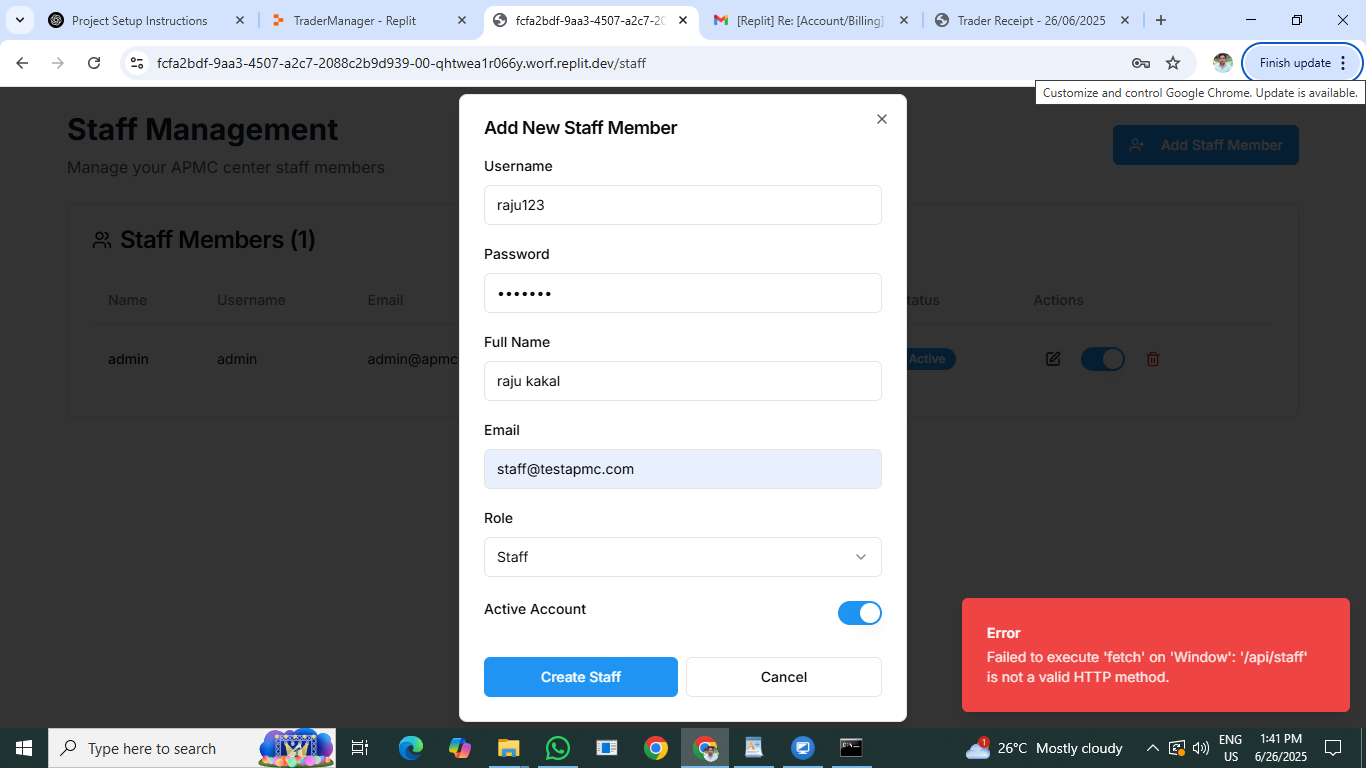 Project Setup Instructions
TraderManager - Replit
fcfa2bdf-9aa3-4507-a2c7-20
[Replit] Re: [Account/Billing]
Trader Receipt - 26/06/2025
fcfa2bdf-9aa3-4507-a2c7-2088c2b9d939-00-qhtwea1r066y.worf.replit.dev/staff
Finish update
Customize and control Google Chrome. Update is available.
Staff Management
Manage your APMC center staff members
Add Staff Member
Staff Members (1)
Name Username Email tatus Actions
admin admin admin@apmc Active
Add New Staff Member
Username
raju123
Password
•••••••
Full Name
raju kakal
Email
staff@testapmc.com
Role
Staff
Active Account
Create Staff
Cancel
Error
Failed to execute 'fetch' on 'Window': '/api/staff'
is not a valid HTTP method.
Type here to search
1
26°C Mostly cloudy
ENG
US
1:41 PM
6/26/2025